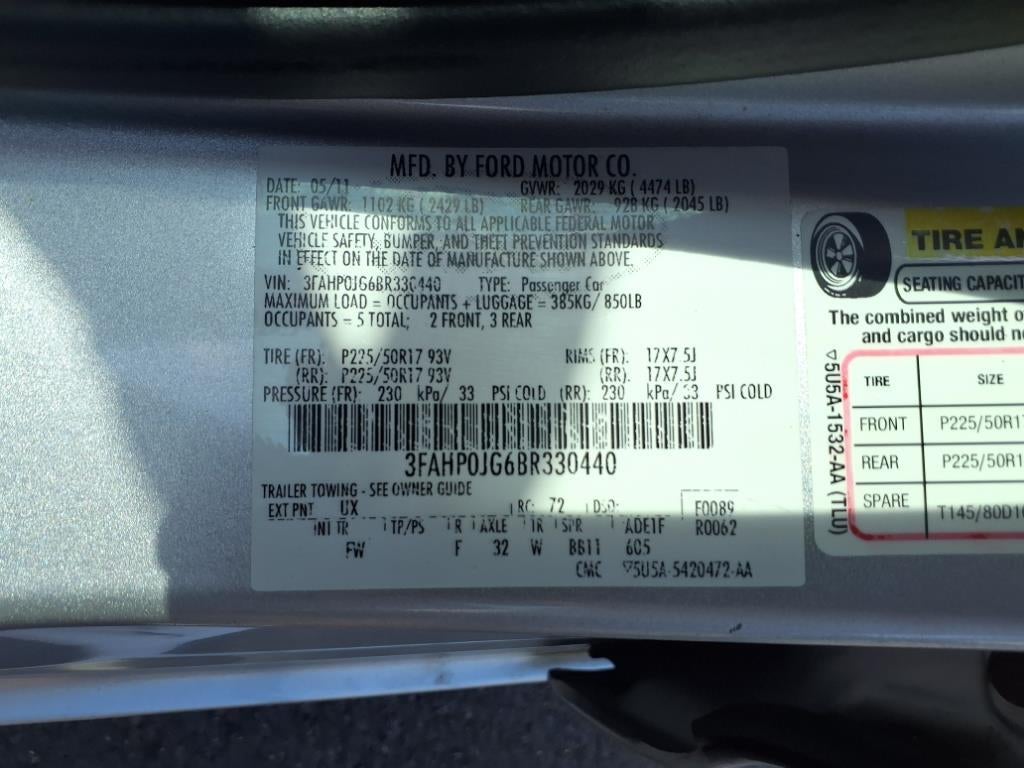 MFD. BY FORD MOTOR CO.
DATE: 05/11 GVWR: 2029 KG ( 4474 LB)
FRONT GAWR: 1102 KG ( 2429 LB) REAR GAWR: 928 KG ( 2045 LB)
THIS VEHICLE CONFORMS TO ALL APPLICABLE FEDERAL MOTOR
VEHICLE SAFETY, BUMPER, AND THEFT PREVENTION STANDARDS
IN EFFECT ON THE DATE OF MANUFACTURE SHOWN ABOVE.
VIN: 3FAHP0JG6BR330440 TYPE: Passenger Car
MAXIMUM LOAD = OCCUPANTS + LUGGAGE = 385KG/ 850LB
OCCUPANTS = 5 TOTAL; 2 FRONT, 3 REAR
TIRE (FR): P225/50R17 93V RIMS (FR): 17X7.5J
(RR): P225/50R17 93V (RR): 17X7.5J
PRESSURE (FR): 230 kPa/ 33 PSI COLD (RR): 230 kPa/ 33 PSI COLD
3FAHP0JG6BR330440
TRAILER TOWING - SEE OWNER GUIDE
EXT PNT UX RC: 72 DSO: F0089
INT TR TP/PS R AXLE TR SPR ADE1F R0062
FW F 32 W BB11 605
CMC ▽5U5A-5420472-AA
TIRE
SEATING
The combined weight
and cargo should
TIRE SIZE
FRONT P225/50R17
REAR P225/50R
SPARE T145/80D
▽5U5A-1532-AA (TLU)